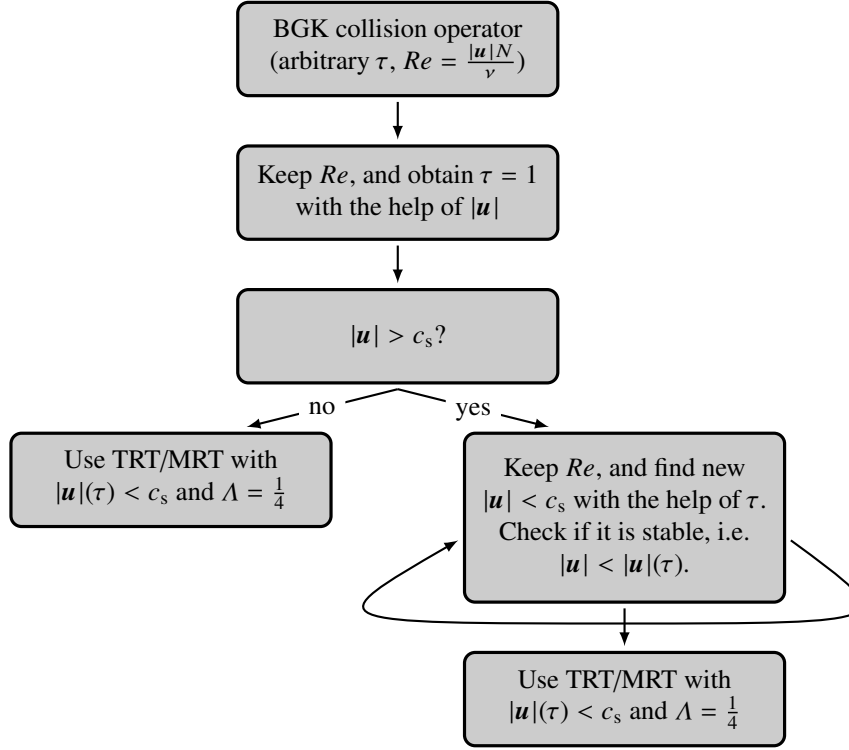 BGK collision operator
(arbitrary τ, Re = |u|N/ν)
Keep Re, and obtain τ = 1
with the help of |u|
|u| > cs?
no
yes
Use TRT/MRT with
|u|(τ) < cs and Λ = 1/4
Keep Re, and find new
|u| < cs with the help of τ.
Check if it is stable, i.e.
|u| < |u|(τ).
Use TRT/MRT with
|u|(τ) < cs and Λ = 1/4